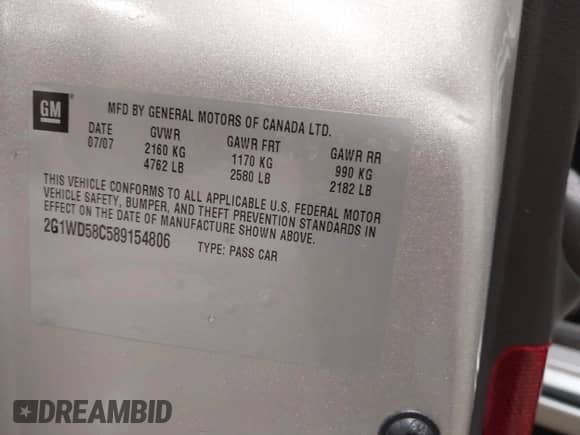 GM
MFD BY GENERAL MOTORS OF CANADA LTD.
DATE GVWR GAWR FRT GAWR RR
07/07 2160 KG 1170 KG 990 KG
4762 LB 2580 LB 2182 LB
THIS VEHICLE CONFORMS TO ALL APPLICABLE U.S. FEDERAL MOTOR
VEHICLE SAFETY, BUMPER, AND THEFT PREVENTION STANDARDS IN
EFFECT ON THE DATE OF MANUFACTURE SHOWN ABOVE.
2G1WD58C589154806 TYPE: PASS CAR
DREAMBID